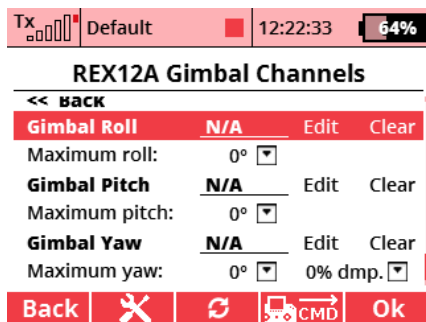 Tx Default 12:22:33 64%
REX12A Gimbal Channels
<< Back
Gimbal Roll N/A Edit Clear
Maximum roll: 0°
Gimbal Pitch N/A Edit Clear
Maximum pitch: 0°
Gimbal Yaw N/A Edit Clear
Maximum yaw: 0° 0% dmp.
Back CMD Ok